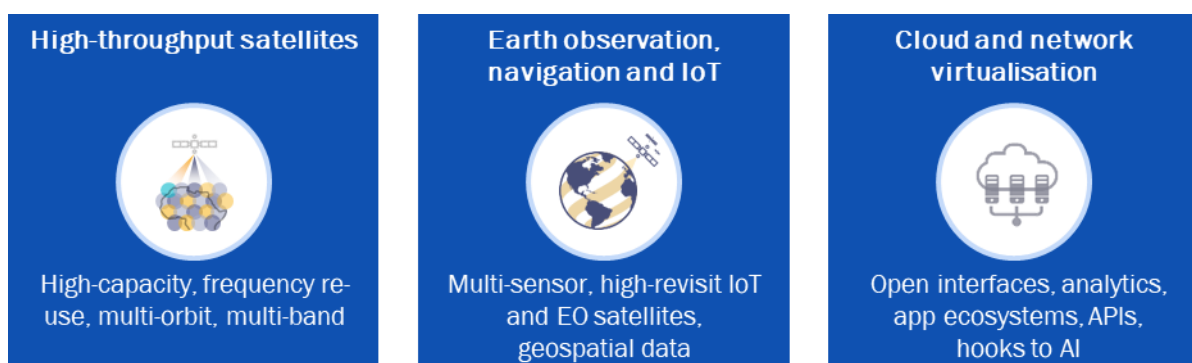 High-throughput satellites
High-capacity, frequency re-
use, multi-orbit, multi-band
Earth observation,
navigation and IoT
Multi-sensor, high-revisit IoT
and EO satellites,
geospatial data
Cloud and network
virtualisation
Open interfaces, analytics,
app ecosystems, APIs,
hooks to AI